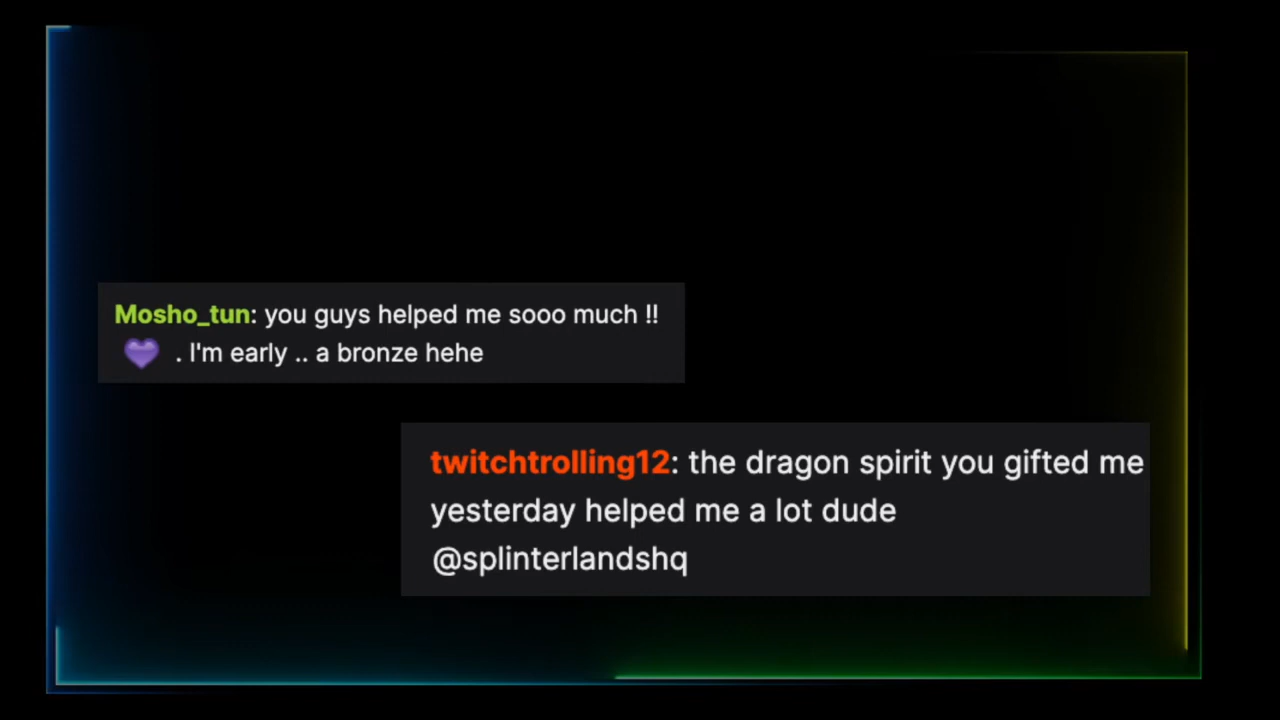 Mosho_tun: you guys helped me sooo much !!
💜 . I'm early .. a bronze hehe
twitchtrolling12: the dragon spirit you gifted me
yesterday helped me a lot dude
@splinterlandshq